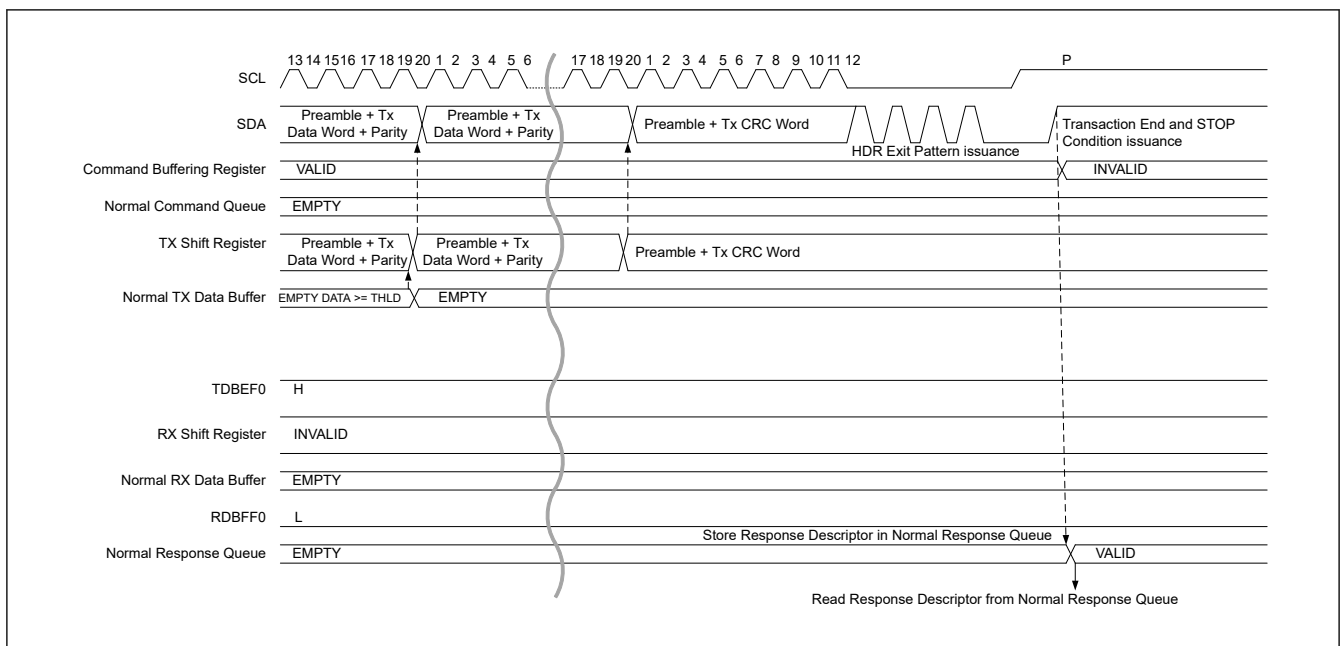 13 14 15 16 17 18 19 20 1 2 3 4 5 6 17 18 19 20 1 2 3 4 5 6 7 8 9 10 11 12 P
SCL
SDA Preamble + Tx Data Word + Parity Preamble + Tx Data Word + Parity Preamble + Tx CRC Word Transaction End and STOP Condition issuance
HDR Exit Pattern issuance
Command Buffering Register VALID INVALID
Normal Command Queue EMPTY
TX Shift Register Preamble + Tx Data Word + Parity Preamble + Tx Data Word + Parity Preamble + Tx CRC Word
Normal TX Data Buffer EMPTY DATA >= THLD EMPTY
TDBEF0 H
RX Shift Register INVALID
Normal RX Data Buffer EMPTY
RDBFF0 L
Store Response Descriptor in Normal Response Queue
Normal Response Queue EMPTY VALID
Read Response Descriptor from Normal Response Queue